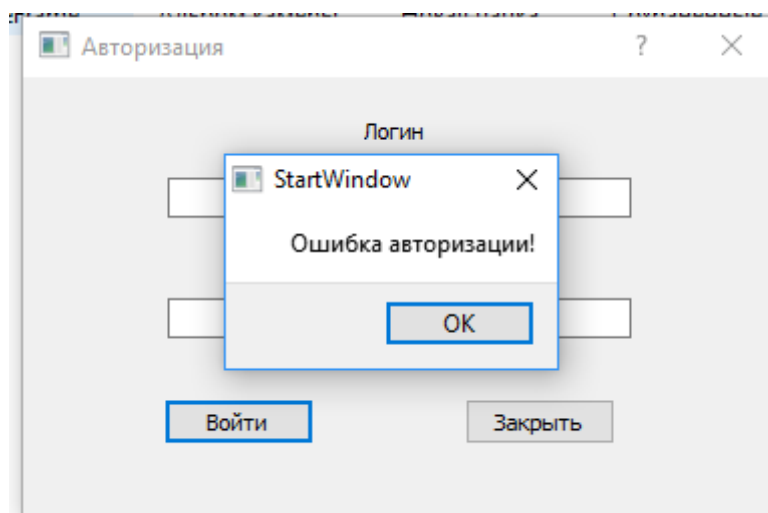 Авторизация
?
Логин
StartWindow
Ошибка авторизации!
OK
Войти
Закрыть